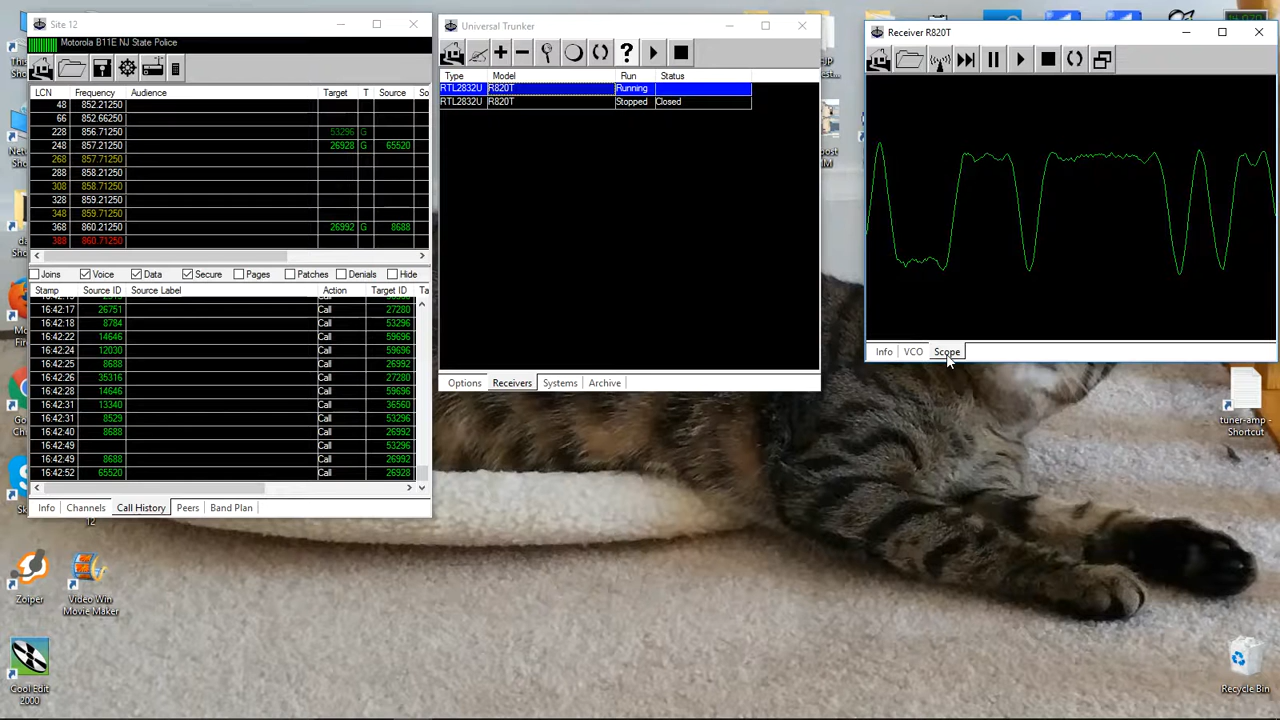 Site 12
Motorola B11E NJ State Police
LCN Frequency Audience Target T Source So
48 852.21250
66 852.66250
228 856.71250 53296 G
248 857.21250 26928 G 65520
268 857.71250
288 858.21250
308 858.71250
328 859.21250
348 859.71250
368 860.21250 26992 G 8688
388 860.71250
Joins Voice Data Secure Pages Patches Denials Hide
Stamp Source ID Source Label Action Target ID Ta
16:42:17 26751 Call 27280
16:42:18 8784 Call 53296
16:42:22 14646 Call 59696
16:42:24 12030 Call 59696
16:42:25 8688 Call 26992
16:42:26 35316 Call 27280
16:42:28 14646 Call 59696
16:42:31 13340 Call 36560
16:42:31 8529 Call 53296
16:42:40 8688 Call 26992
16:42:49 Call 53296
16:42:49 8688 Call 26992
16:42:52 65520 Call 26928
Info Channels Call History Peers Band Plan
Universal Trunker
Type Model Run Status
RTL2832U R820T Running
RTL2832U R820T Stopped Closed
Options Receivers Systems Archive
Receiver R820T
Info VCO Scope
tuner-amp -
Shortcut
12
Zoiper
Video Win
Movie Maker
Cool Edit
2000
Recycle Bin